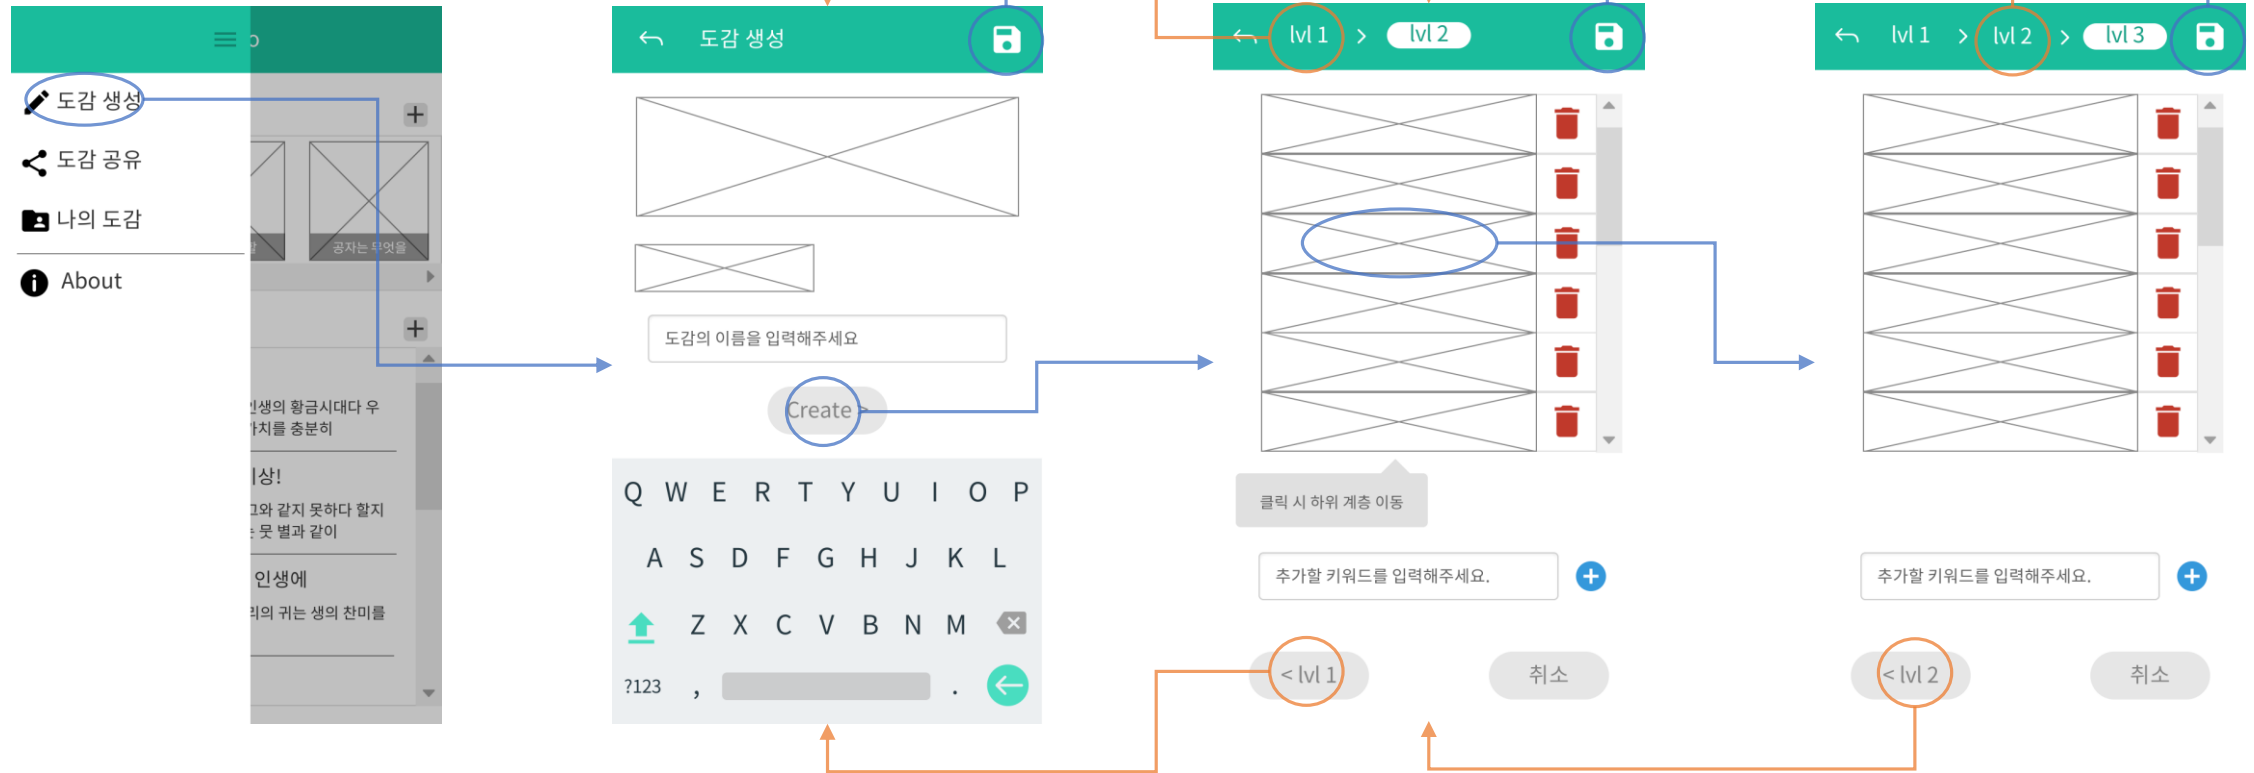 도감 생성
도감 공유
나의 도감
About
공자는 무엇을
인생의 황금시대다 우
가치를 충분히
이상!
그와 같지 못하다 할지
는 뭇 별과 같이
인생에
리의 귀는 생의 찬미를
도감 생성
도감의 이름을 입력해주세요
Create >
Q W E R T Y U I O P
A S D F G H J K L
Z X C V B N M
?123 , .
lvl 1 > lvl 2
클릭 시 하위 계층 이동
추가할 키워드를 입력해주세요.
< lvl 1 취소
lvl 1 > lvl 2 > lvl 3
추가할 키워드를 입력해주세요.
< lvl 2 취소